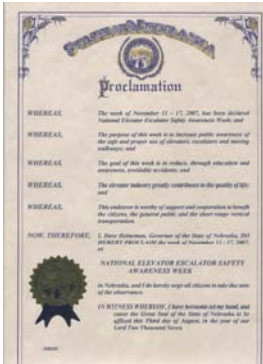 STATE OF NEBRASKA
Proclamation
WHEREAS, The week of November 11 - 17, 2007, has been declared
National Elevator Escalator Safety Awareness Week; and
WHEREAS, The purpose of this week is to increase public awareness of
the safe and proper use of elevators, escalators and moving
walkways; and
WHEREAS, The goal of this week is to reduce, through education and
awareness, avoidable accidents; and
WHEREAS, The elevator industry greatly contributes to the quality of life;
and
WHEREAS, This endeavor is worthy of support and cooperation to benefit
the citizens, the general public and the short-range vertical
transportation.
NOW, THEREFORE, I, Dave Heineman, Governor of the State of Nebraska, DO
HEREBY PROCLAIM the week of November 11 - 17, 2007,
as
NATIONAL ELEVATOR ESCALATOR SAFETY
AWARENESS WEEK
in Nebraska, and I do hereby urge all citizens to take due note
of the observance.
IN WITNESS WHEREOF, I have hereunto set my hand, and
cause the Great Seal of the State of Nebraska to be
affixed this Third day of August, in the year of our
Lord Two Thousand Seven.